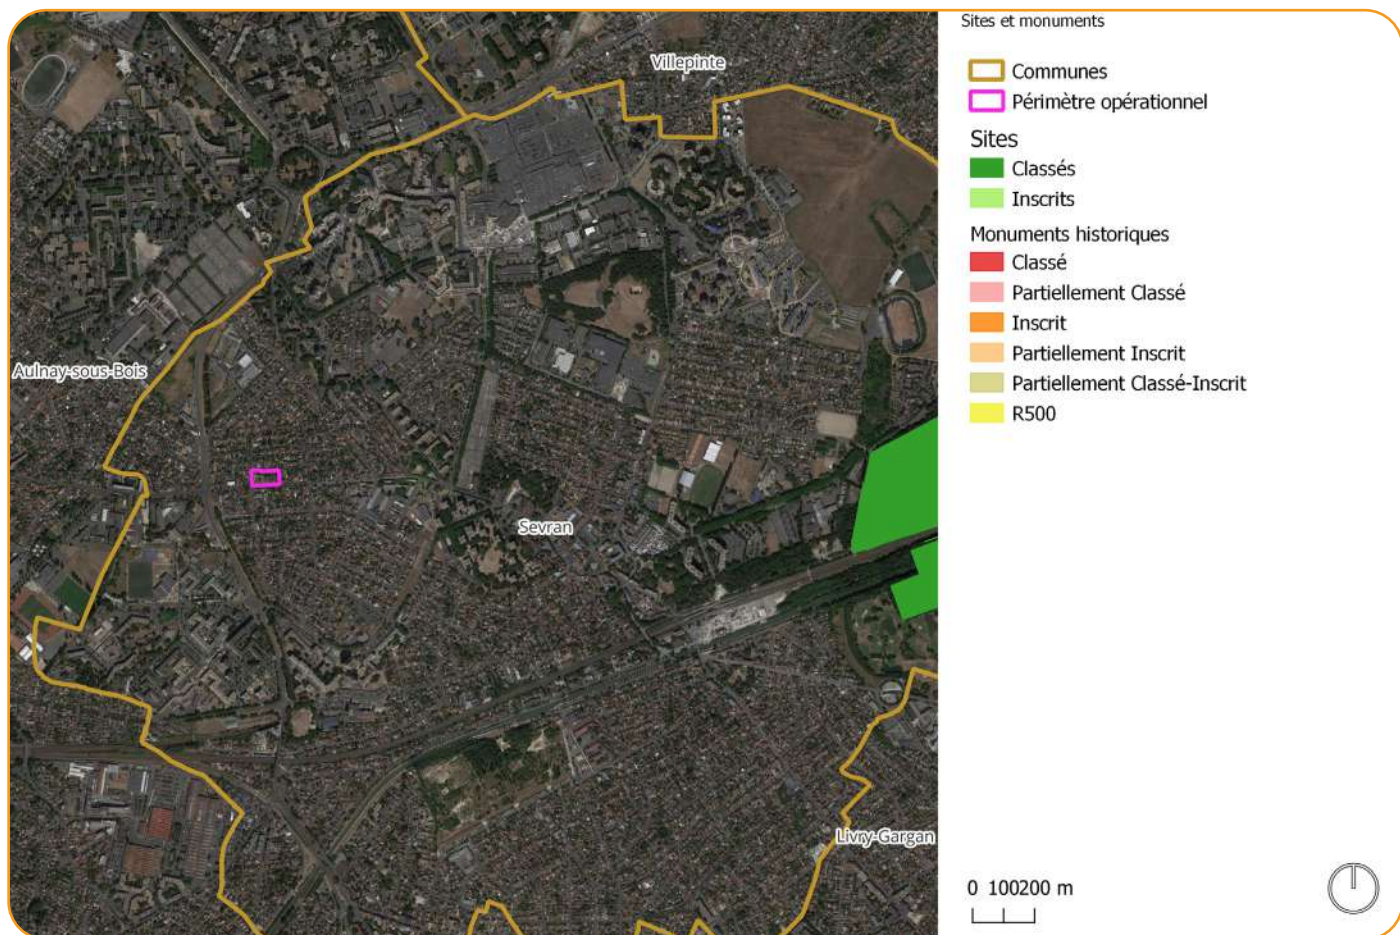 Sites et monuments
Communes
Périmètre opérationnel
Sites
Classés
Inscrits
Monuments historiques
Classé
Partiellement Classé
Inscrit
Partiellement Inscrit
Partiellement Classé-Inscrit
R500
Villepinte
Aulnay-sous-Bois
Sevran
Livry-Gargan
0 100200 m